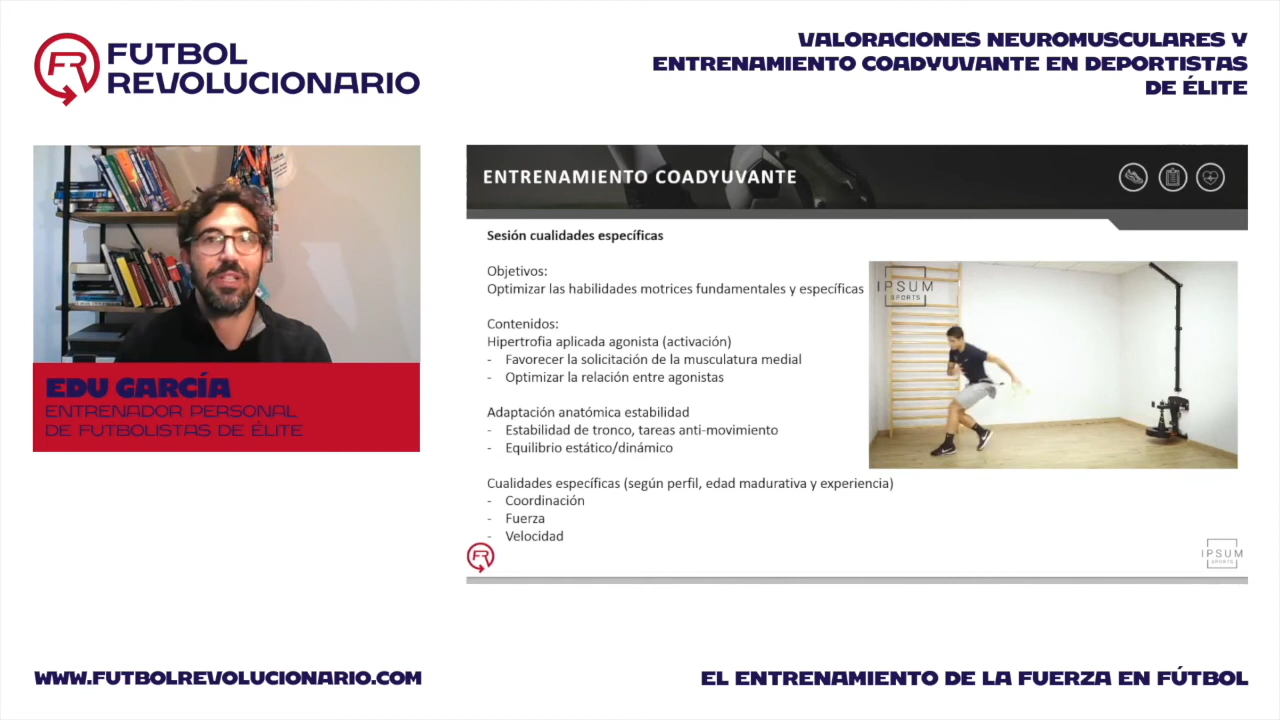 FUTBOL
REVOLUCIONARIO
FR
VALORACIONES NEUROMUSCULARES Y
ENTRENAMIENTO COADYUVANTE EN DEPORTISTAS
DE ÉLITE
EDU GARCÍA
ENTRENADOR PERSONAL
DE FUTBOLISTAS DE ÉLITE
ENTRENAMIENTO COADYUVANTE
Sesión cualidades específicas
Objetivos:
Optimizar las habilidades motrices fundamentales y específicas
Contenidos:
Hipertrofia aplicada agonista (activación)
- Favorecer la solicitación de la musculatura medial
- Optimizar la relación entre agonistas
Adaptación anatómica estabilidad
- Estabilidad de tronco, tareas anti-movimiento
- Equilibrio estático/dinámico
Cualidades específicas (según perfil, edad madurativa y experiencia)
- Coordinación
- Fuerza
- Velocidad
IPSUM
SPORTS
FR
IPSUM
SPORTS
WWW.FUTBOLREVOLUCIONARIO.COM
EL ENTRENAMIENTO DE LA FUERZA EN FÚTBOL